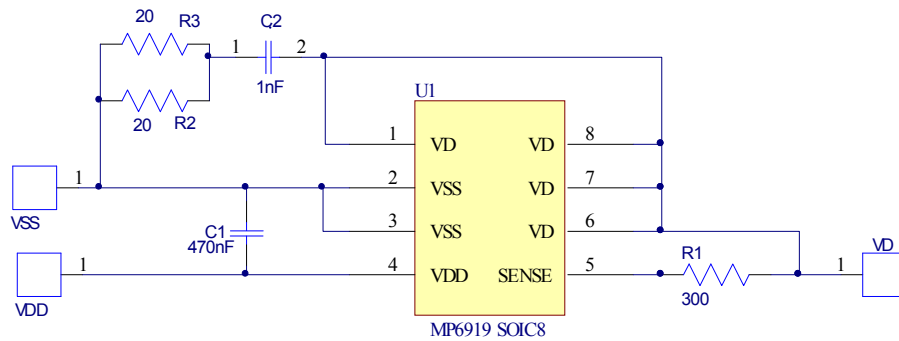 20 R3 1 C2 2
1nF
20 R2
U1
1 VD VD 8
1 2 VSS VD 7
VSS
C1
470nF
3 VSS VD 6
R1 VD
1 4 VDD SENSE 5 1
VDD
300
MP6919 SOIC8